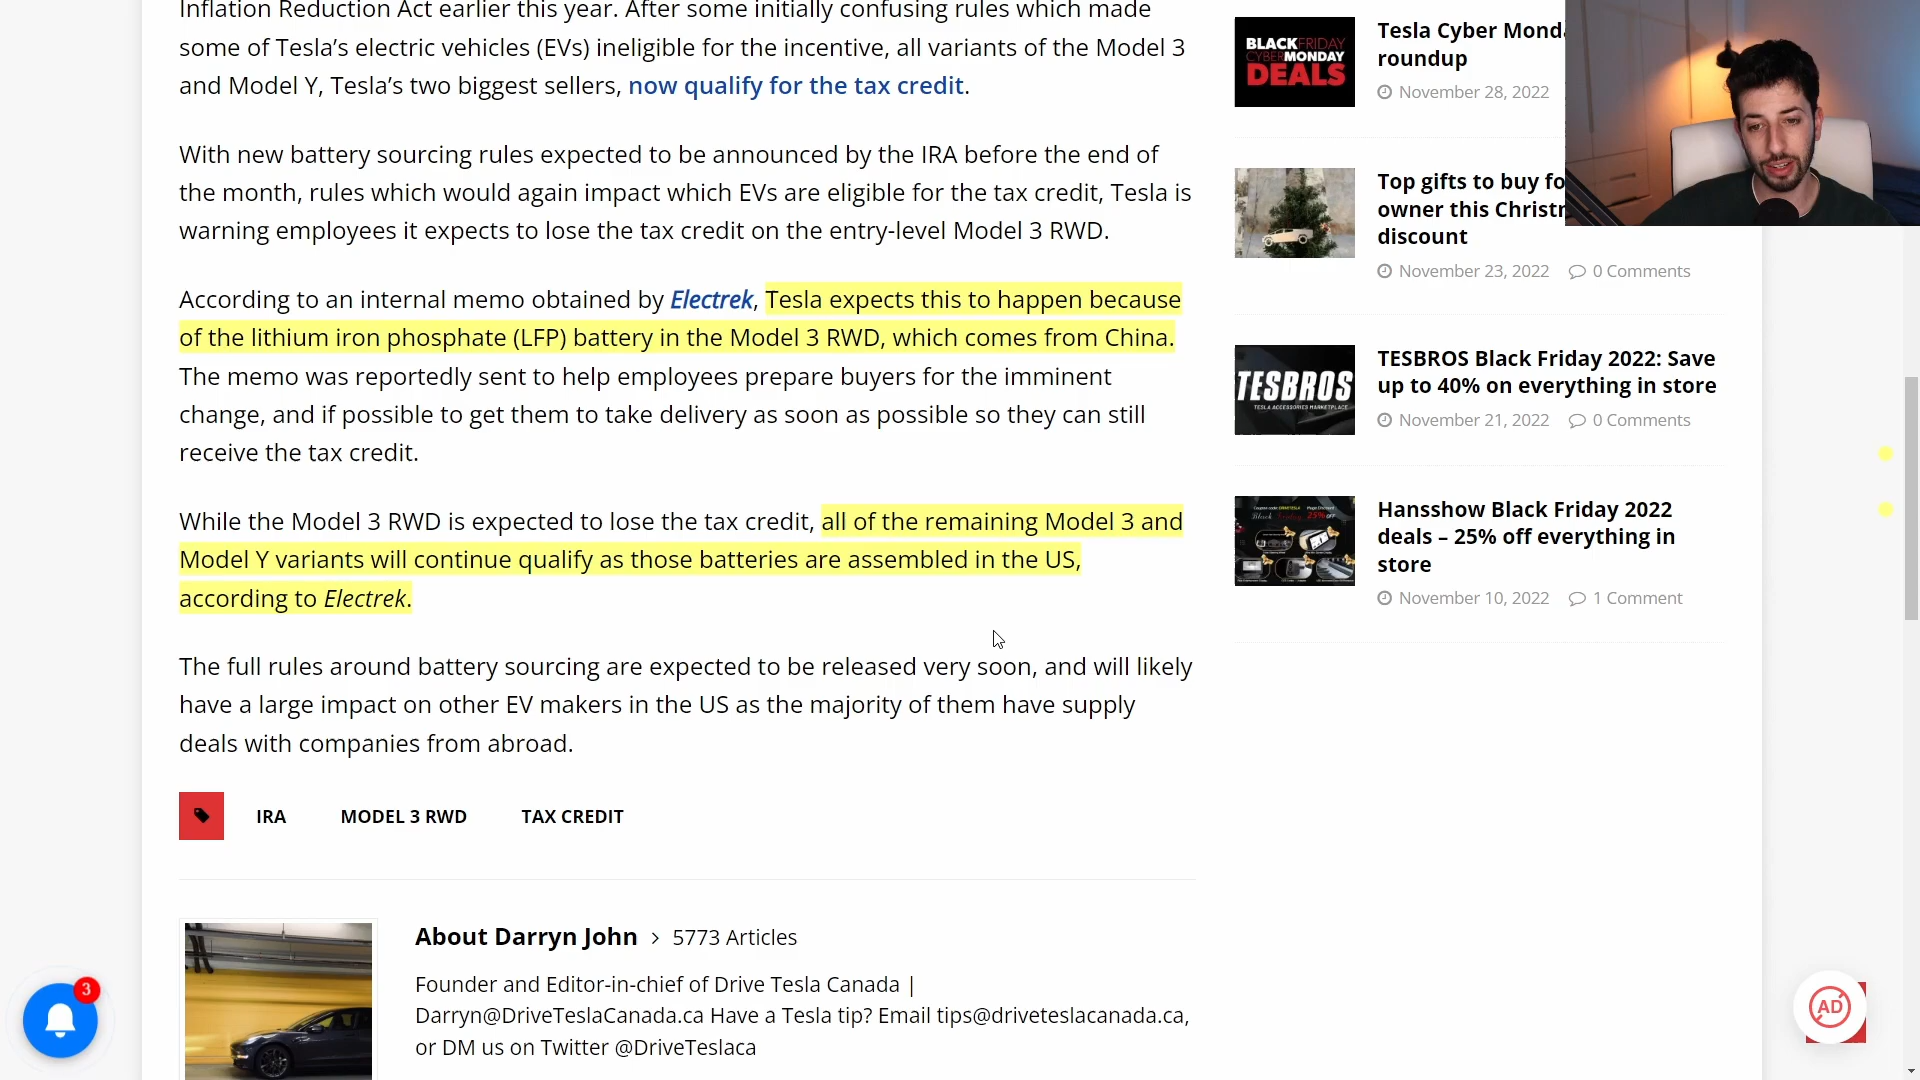 Inflation Reduction Act earlier this year. After some initially confusing rules which made
some of Tesla’s electric vehicles (EVs) ineligible for the incentive, all variants of the Model 3
and Model Y, Tesla’s two biggest sellers, now qualify for the tax credit.
With new battery sourcing rules expected to be announced by the IRA before the end of
the month, rules which would again impact which EVs are eligible for the tax credit, Tesla is
warning employees it expects to lose the tax credit on the entry-level Model 3 RWD.
According to an internal memo obtained by Electrek, Tesla expects this to happen because
of the lithium iron phosphate (LFP) battery in the Model 3 RWD, which comes from China.
The memo was reportedly sent to help employees prepare buyers for the imminent
change, and if possible to get them to take delivery as soon as possible so they can still
receive the tax credit.
While the Model 3 RWD is expected to lose the tax credit, all of the remaining Model 3 and
Model Y variants will continue qualify as those batteries are assembled in the US,
according to Electrek.
The full rules around battery sourcing are expected to be released very soon, and will likely
have a large impact on other EV makers in the US as the majority of them have supply
deals with companies from abroad.
IRA MODEL 3 RWD TAX CREDIT
About Darryn John > 5773 Articles
Founder and Editor-in-chief of Drive Tesla Canada |
Darryn@DriveTeslaCanada.ca Have a Tesla tip? Email tips@driveteslacanada.ca,
or DM us on Twitter @DriveTeslaca
3
BLACKFRIDAY
CYBERMONDAY
DEALS
Tesla Cyber
roundup
November 28, 2022
Top gifts to buy
owner this
discount
November 23, 2022 0 Comments
TESBROS
TESLA ACCESSORIES MARKETPLACE
TESBROS Black Friday 2022: Save
up to 40% on everything in store
November 21, 2022 0 Comments
Hansshow Black Friday 2022
deals – 25% off everything in
store
November 10, 2022 1 Comment
AD